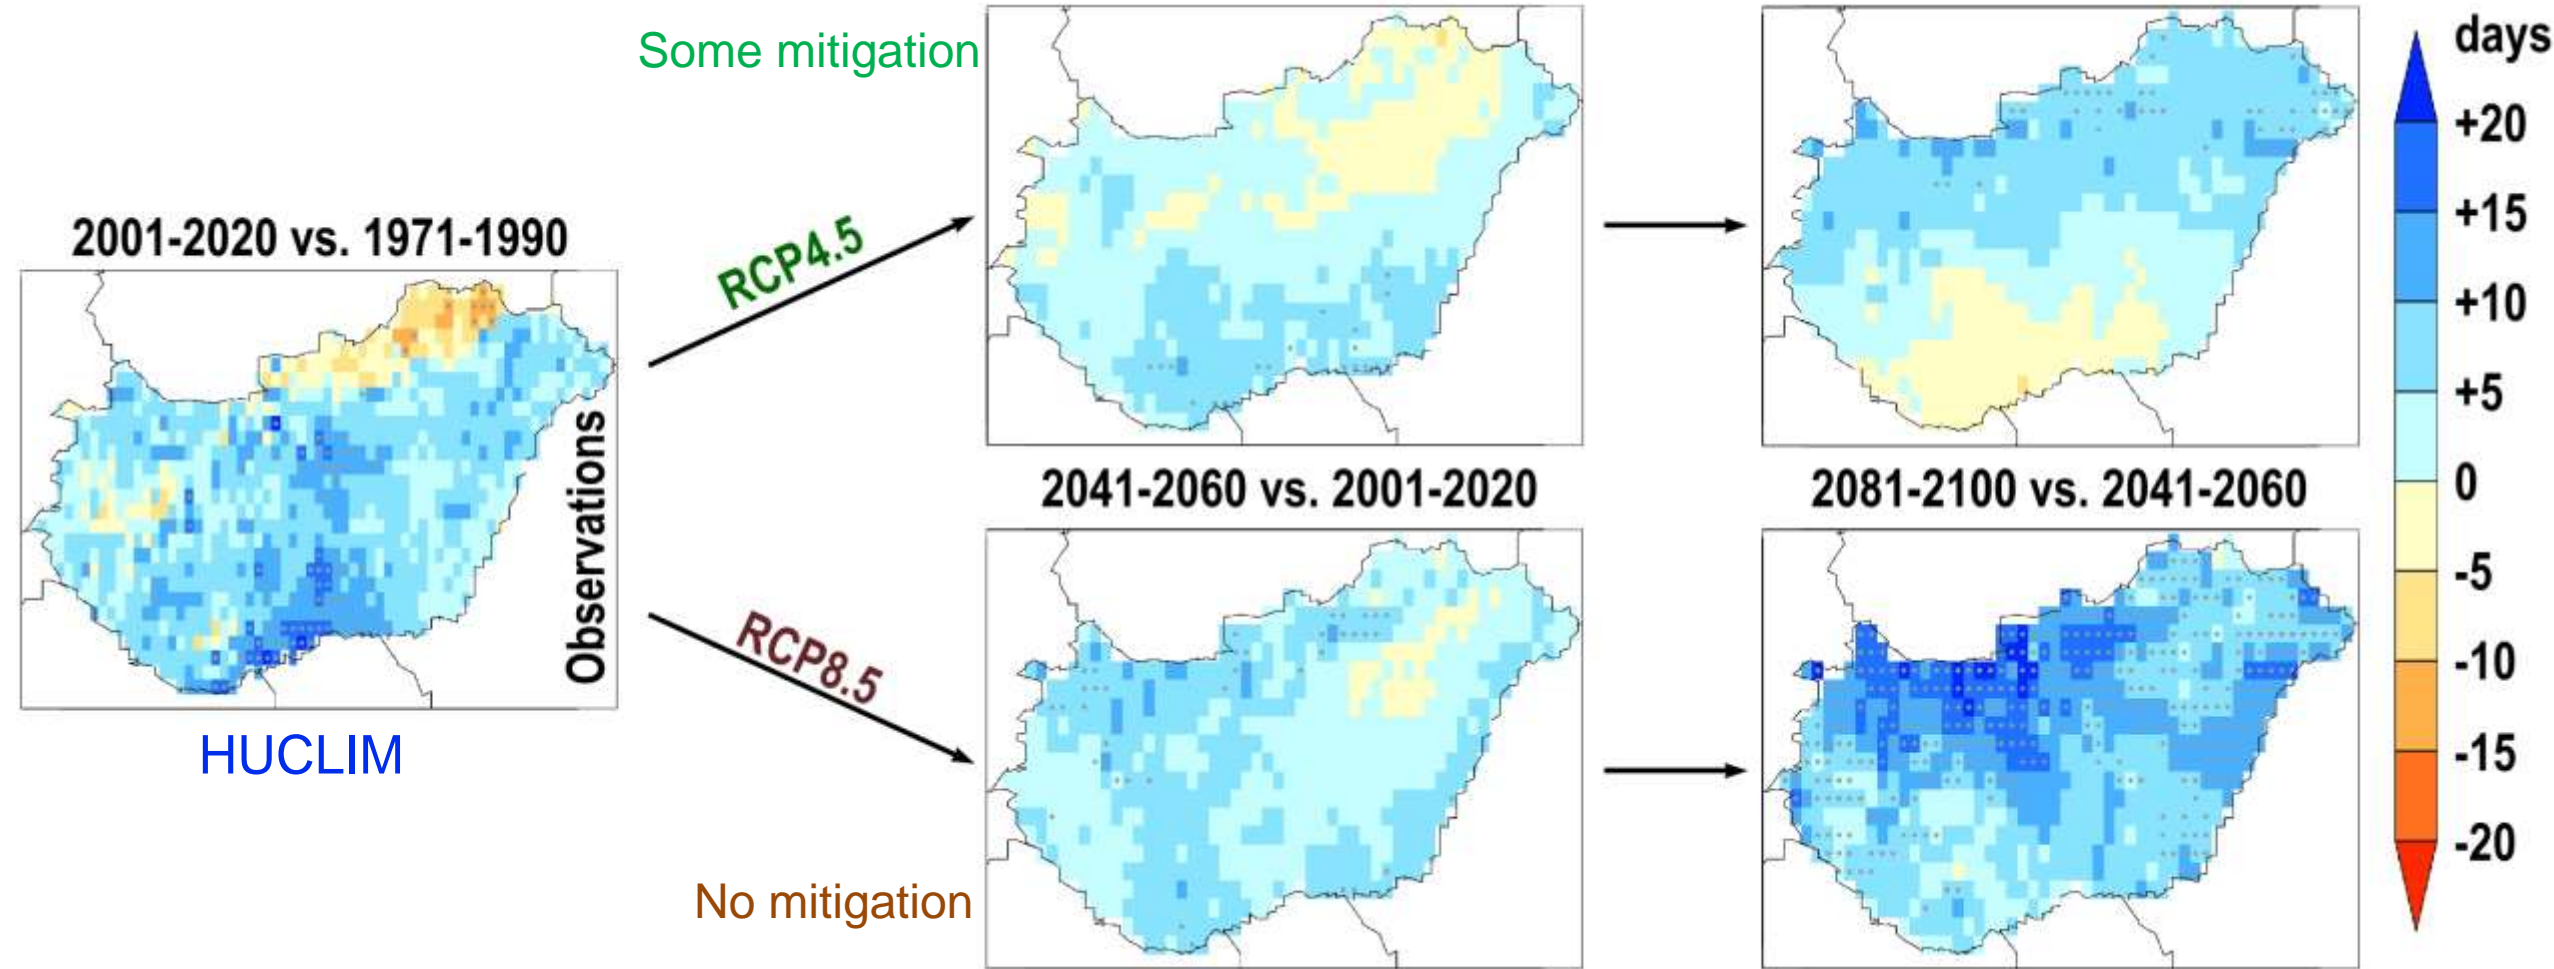 Some mitigation
days
+20
+15
+10
+5
0
-5
-10
-15
-20
2001-2020 vs. 1971-1990
RCP4.5
Observations
2041-2060 vs. 2001-2020
2081-2100 vs. 2041-2060
RCP8.5
HUCLIM
No mitigation